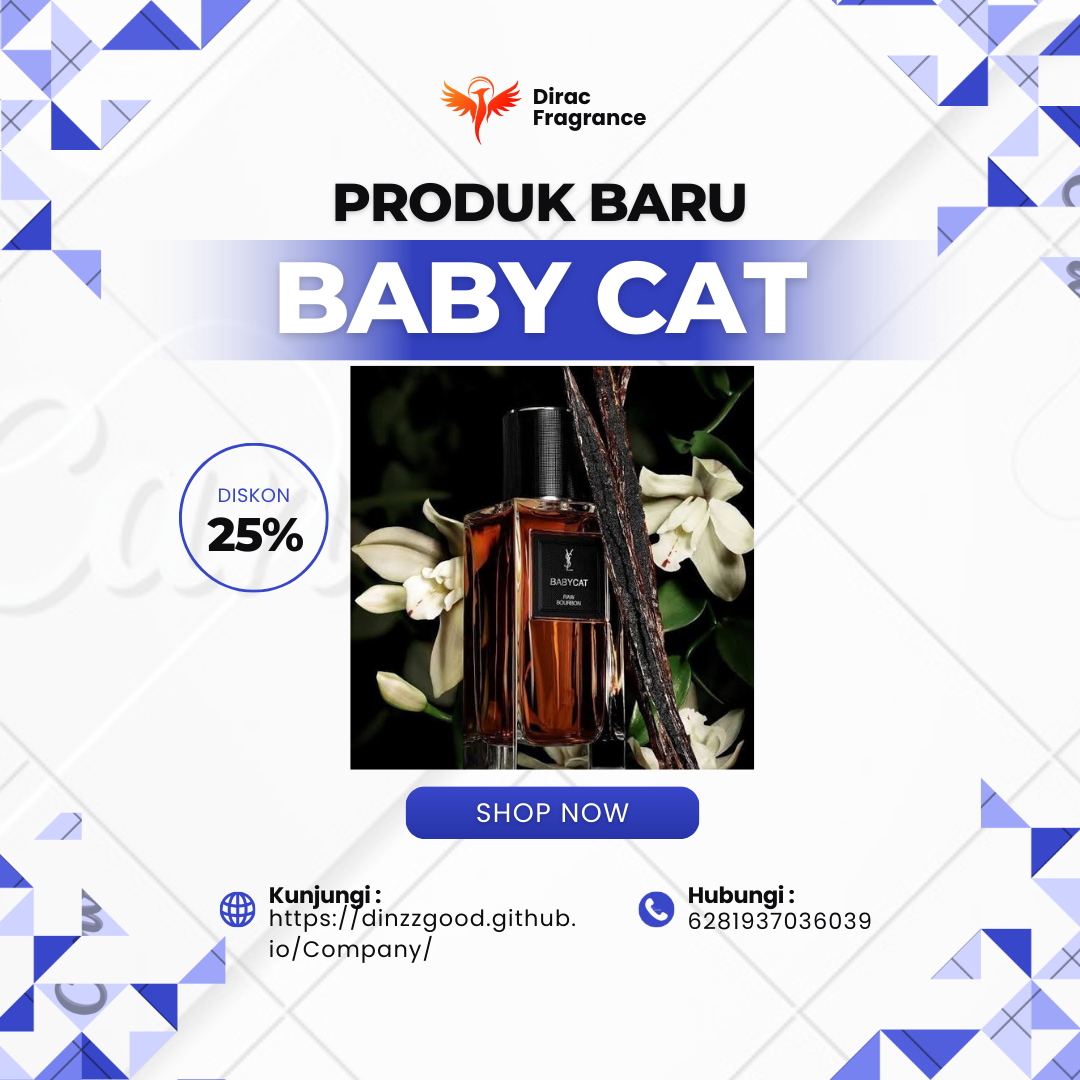 Dirac
Fragrance
PRODUK BARU
BABY CAT
DISKON
25%
YSL
BABYCAT
RAW
BOURBON
SHOP NOW
Kunjungi :
https://dinzzgood.github.
io/Company/
Hubungi :
6281937036039